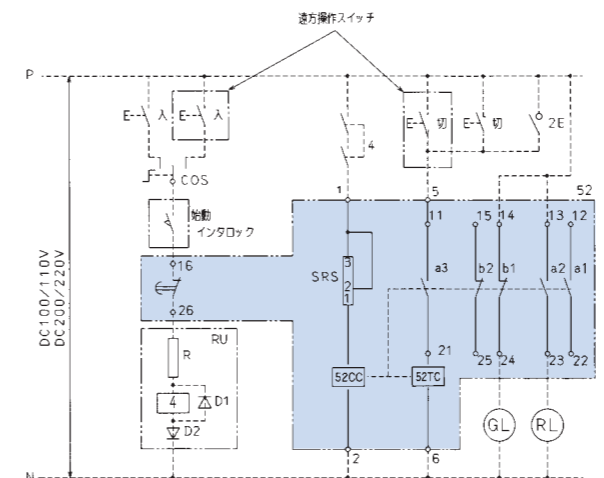 遠方操作スイッチ
P
E 入 E 入 E 切 E 切 2E
4
COS
1 5 52
始動
インタロック
11 15 14 13 12
16
SRS 3 2 1
a3 b2 b1 a2 a1
26
DC100/110V
DC200/220V
RU
R
21 25 24 23 22
52CC 52TC
4 D1
D2
GL RL
2 6
N